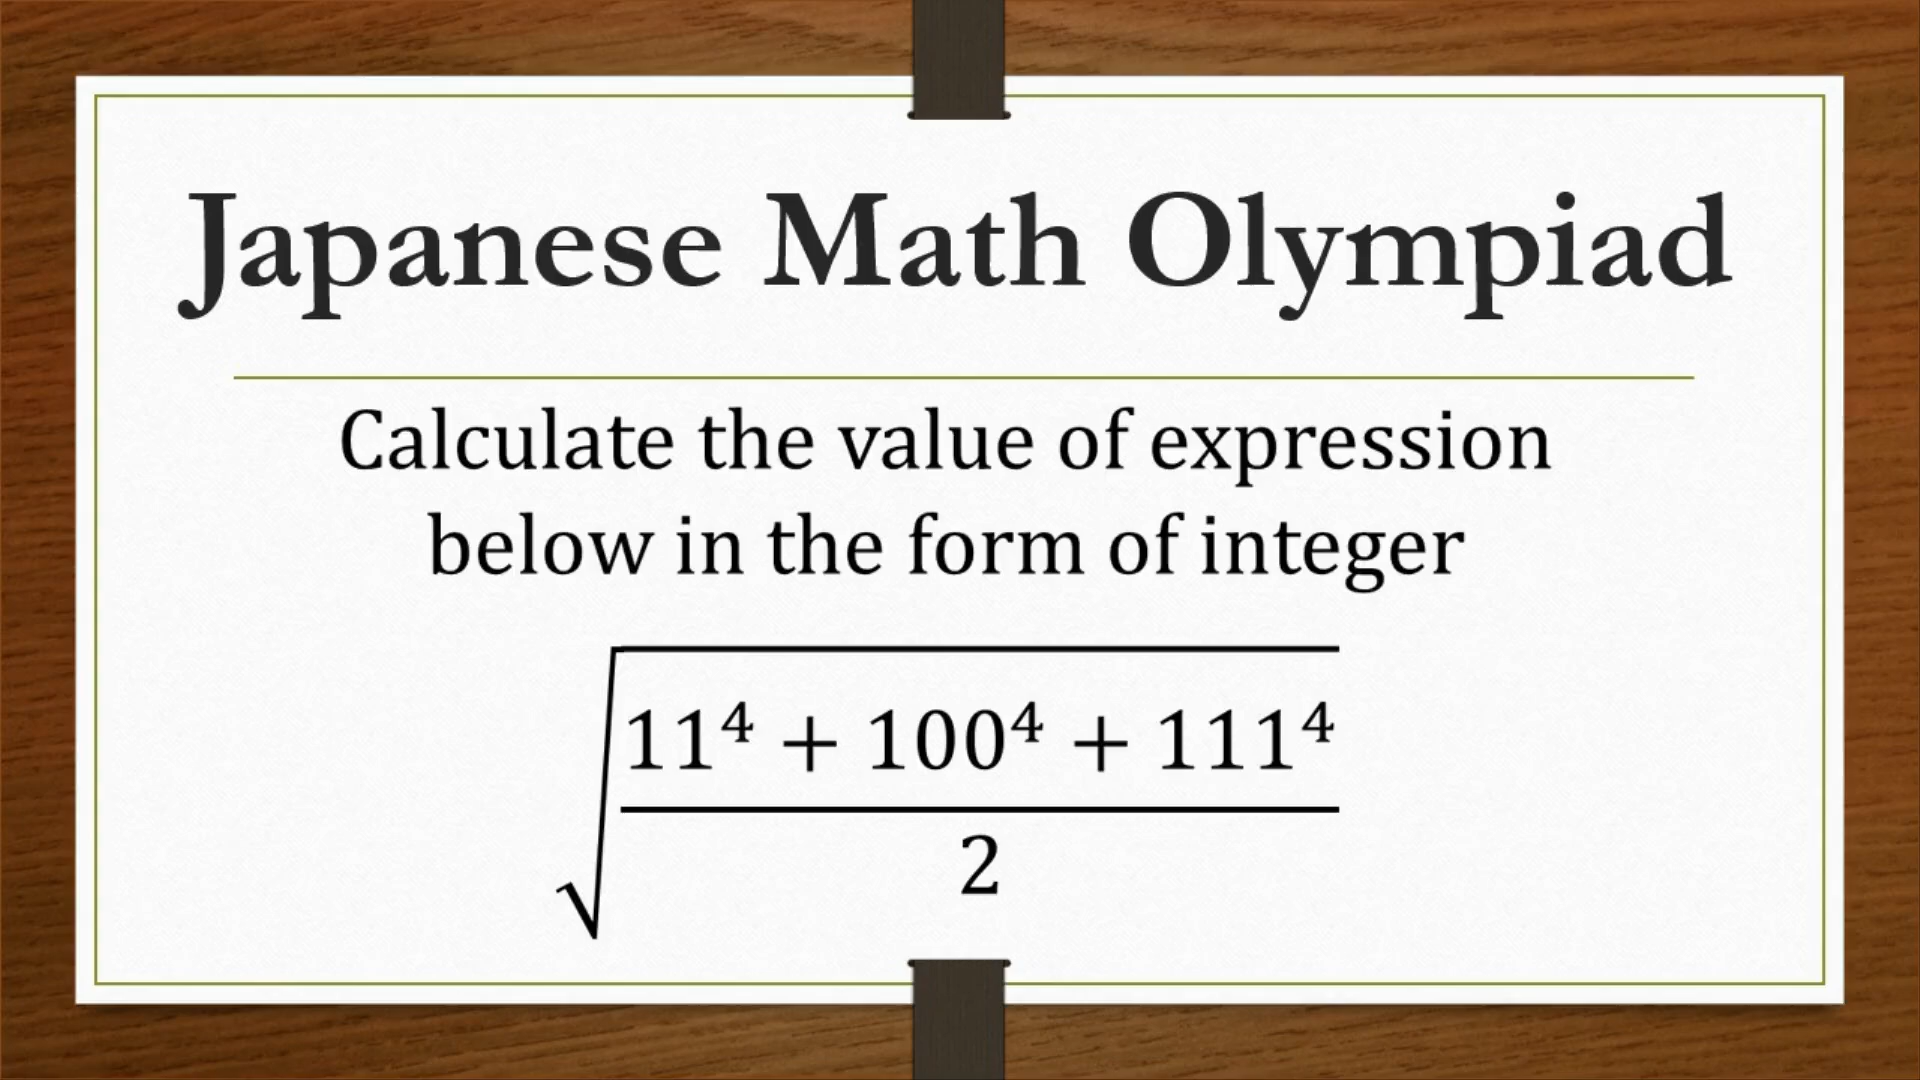 Japanese Math Olympiad
Calculate the value of expression
below in the form of integer
√((11⁴ + 100⁴ + 111⁴)/2)